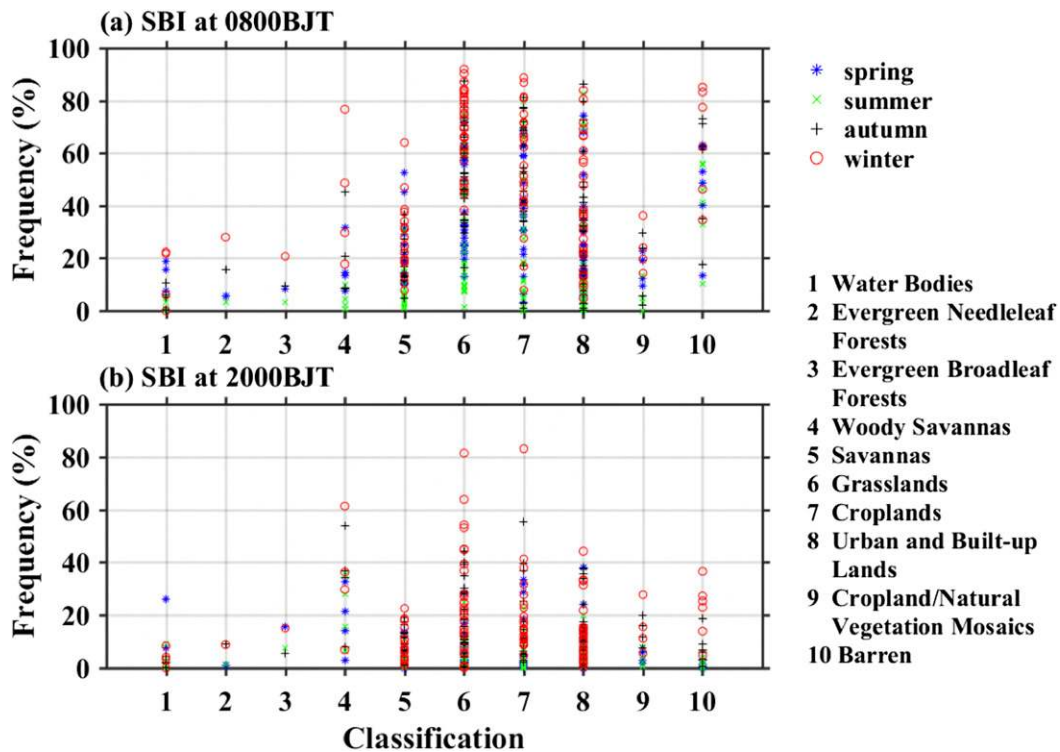 (a) SBI at 0800BJT
100
80
60
40
20
0
Frequency (%)
1 2 3 4 5 6 7 8 9 10
(b) SBI at 2000BJT
100
80
60
40
20
0
Frequency (%)
1 2 3 4 5 6 7 8 9 10
Classification
spring
summer
autumn
winter
1 Water Bodies
2 Evergreen Needleleaf
Forests
3 Evergreen Broadleaf
Forests
4 Woody Savannas
5 Savannas
6 Grasslands
7 Croplands
8 Urban and Built-up
Lands
9 Cropland/Natural
Vegetation Mosaics
10 Barren